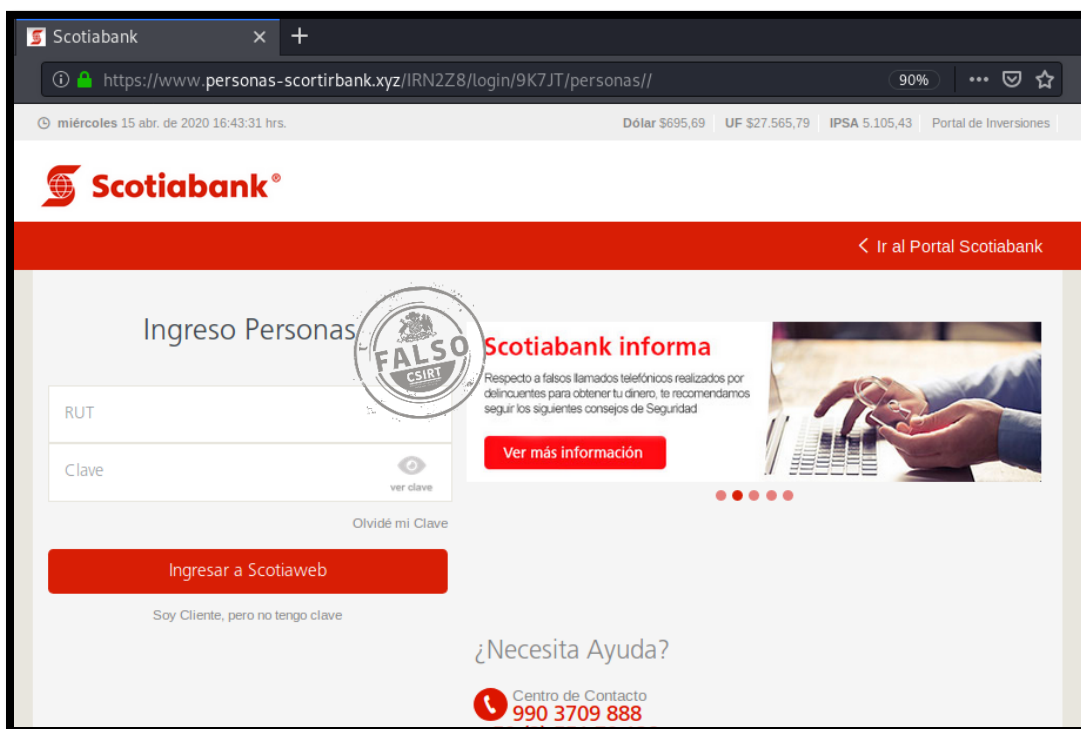 Scotiabank
https://www.personas-scortirbank.xyz/IRN2Z8/login/9K7JT/personas//
90%
miércoles 15 abr. de 2020 16:43:31 hrs.
Dólar $695,69 UF $27.565,79 IPSA 5.105,43 Portal de Inversiones
Scotiabank®
Ir al Portal Scotiabank
Ingreso Personas
FALSO
CSIRT
RUT
Clave
ver clave
Olvidé mi Clave
Ingresar a Scotiaweb
Soy Cliente, pero no tengo clave
Scotiabank informa
Respecto a falsos llamados telefónicos realizados por
delincuentes para obtener tu dinero, te recomendamos
seguir los siguientes consejos de Seguridad
Ver más información
¿Necesita Ayuda?
Centro de Contacto
990 3709 888